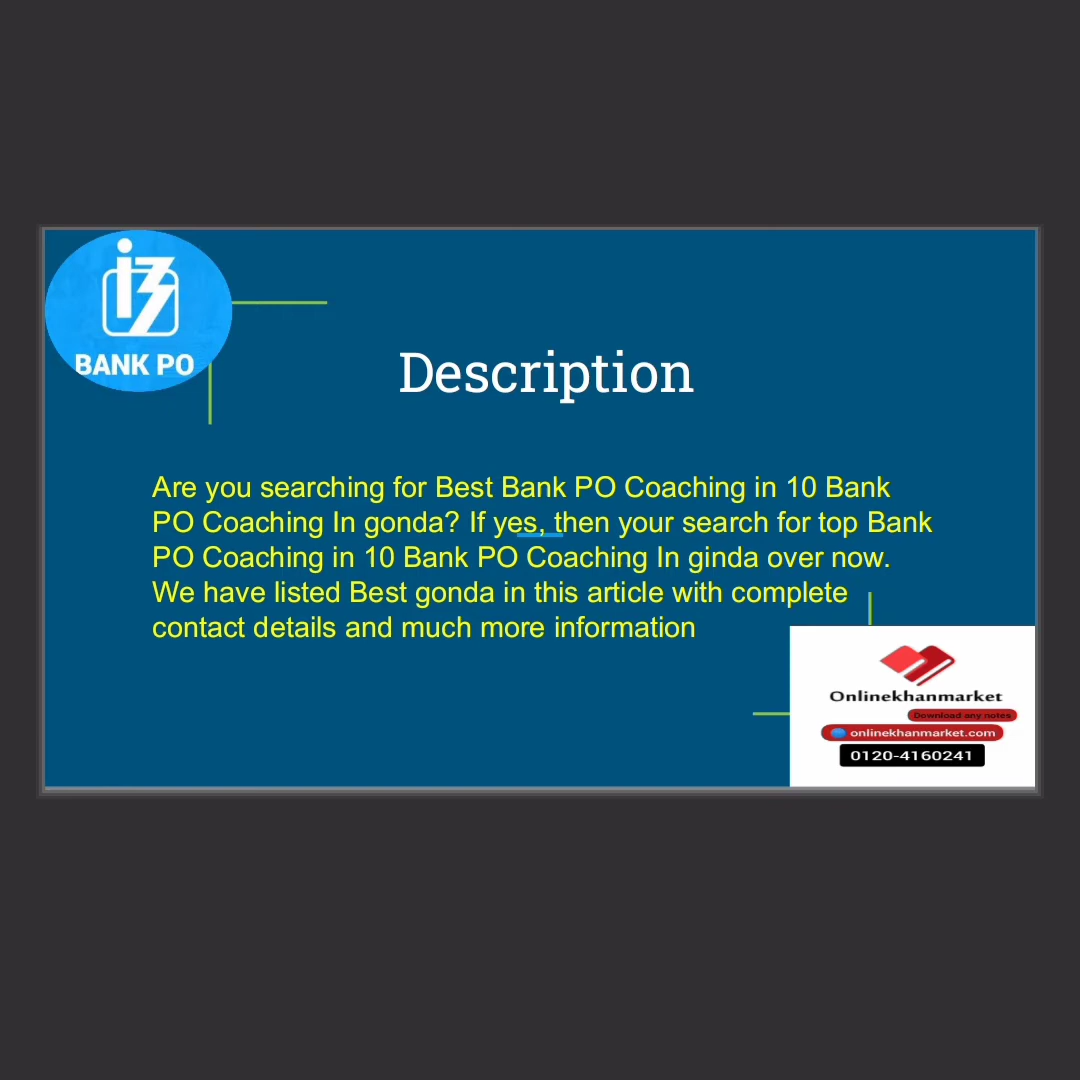 BANK PO
Description
Are you searching for Best Bank PO Coaching in 10 Bank
PO Coaching In gonda? If yes, then your search for top Bank
PO Coaching in 10 Bank PO Coaching In ginda over now.
We have listed Best gonda in this article with complete
contact details and much more information
Onlinekhanmarket
Download any notes
onlinekhanmarket.com
0120-4160241